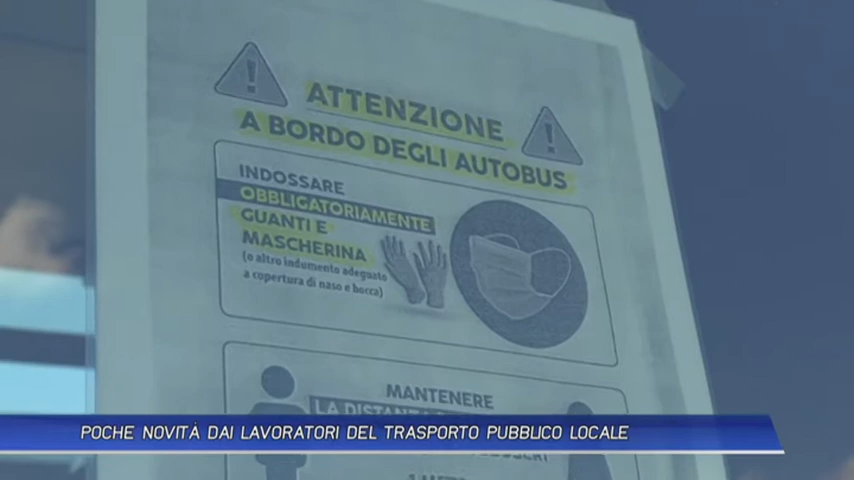 ATTENZIONE
A BORDO DEGLI AUTOBUS
INDOSSARE
OBBLIGATORIAMENTE
GUANTI E
MASCHERINA
(o altro indumento adeguato
a copertura di naso e bocca)
MANTENERE
POCHE NOVITÀ DAI LAVORATORI DEL TRASPORTO PUBBLICO LOCALE